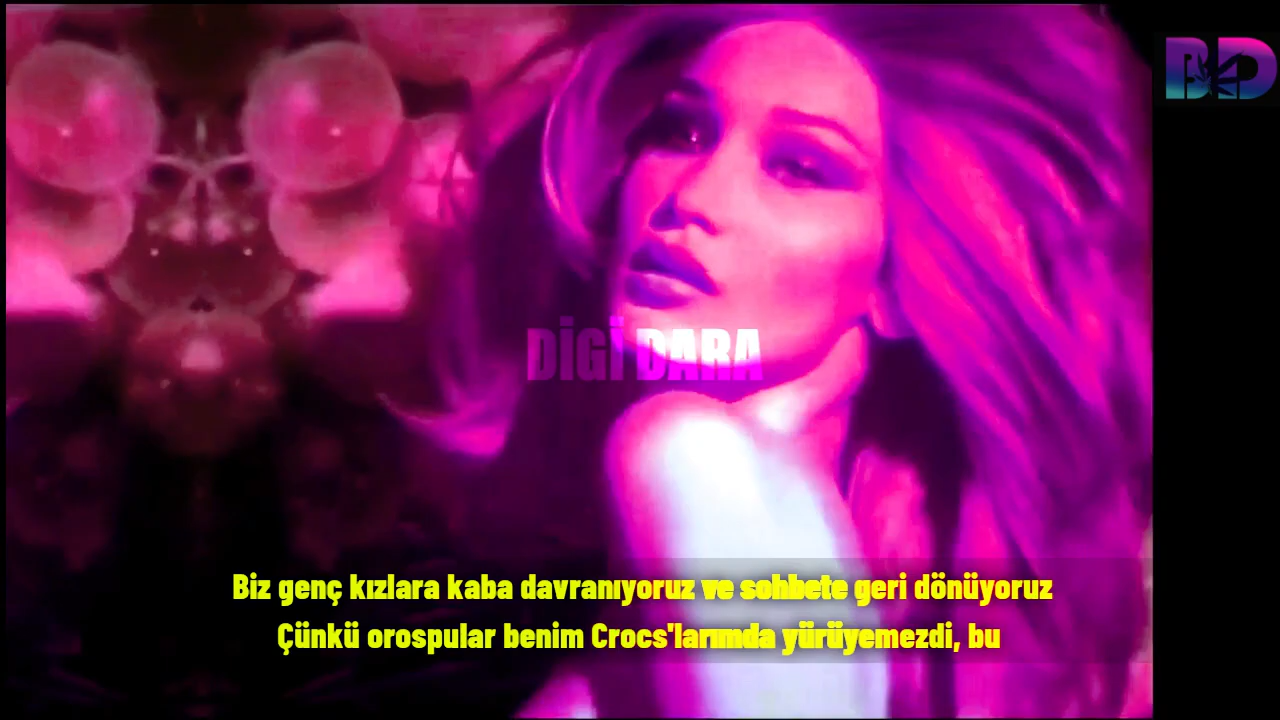 BD
DİGİ DARA
Biz genç kızlara kaba davranıyoruz ve sohbete geri dönüyoruz
Çünkü orospular benim Crocs'larımda yürüyemezdi, bu